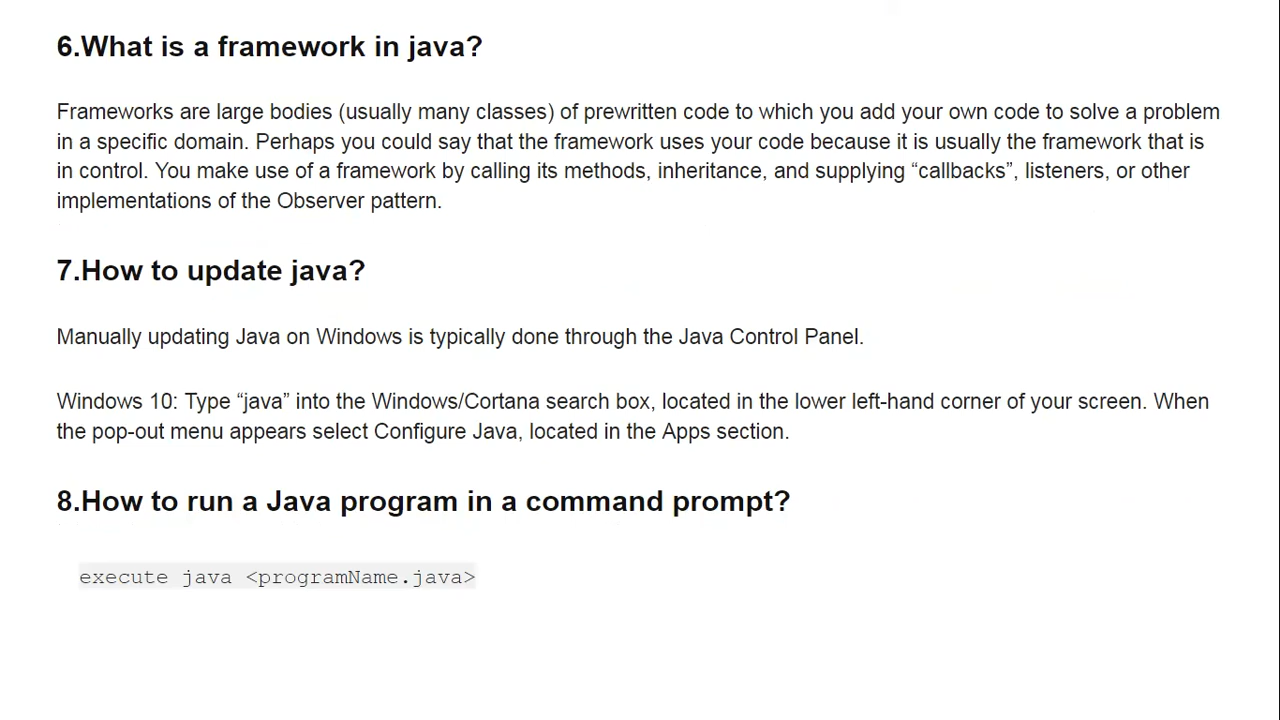 6.What is a framework in java?
Frameworks are large bodies (usually many classes) of prewritten code to which you add your own code to solve a problem
in a specific domain. Perhaps you could say that the framework uses your code because it is usually the framework that is
in control. You make use of a framework by calling its methods, inheritance, and supplying “callbacks”, listeners, or other
implementations of the Observer pattern.
7.How to update java?
Manually updating Java on Windows is typically done through the Java Control Panel.
Windows 10: Type “java” into the Windows/Cortana search box, located in the lower left-hand corner of your screen. When
the pop-out menu appears select Configure Java, located in the Apps section.
8.How to run a Java program in a command prompt?
execute java <programName.java>